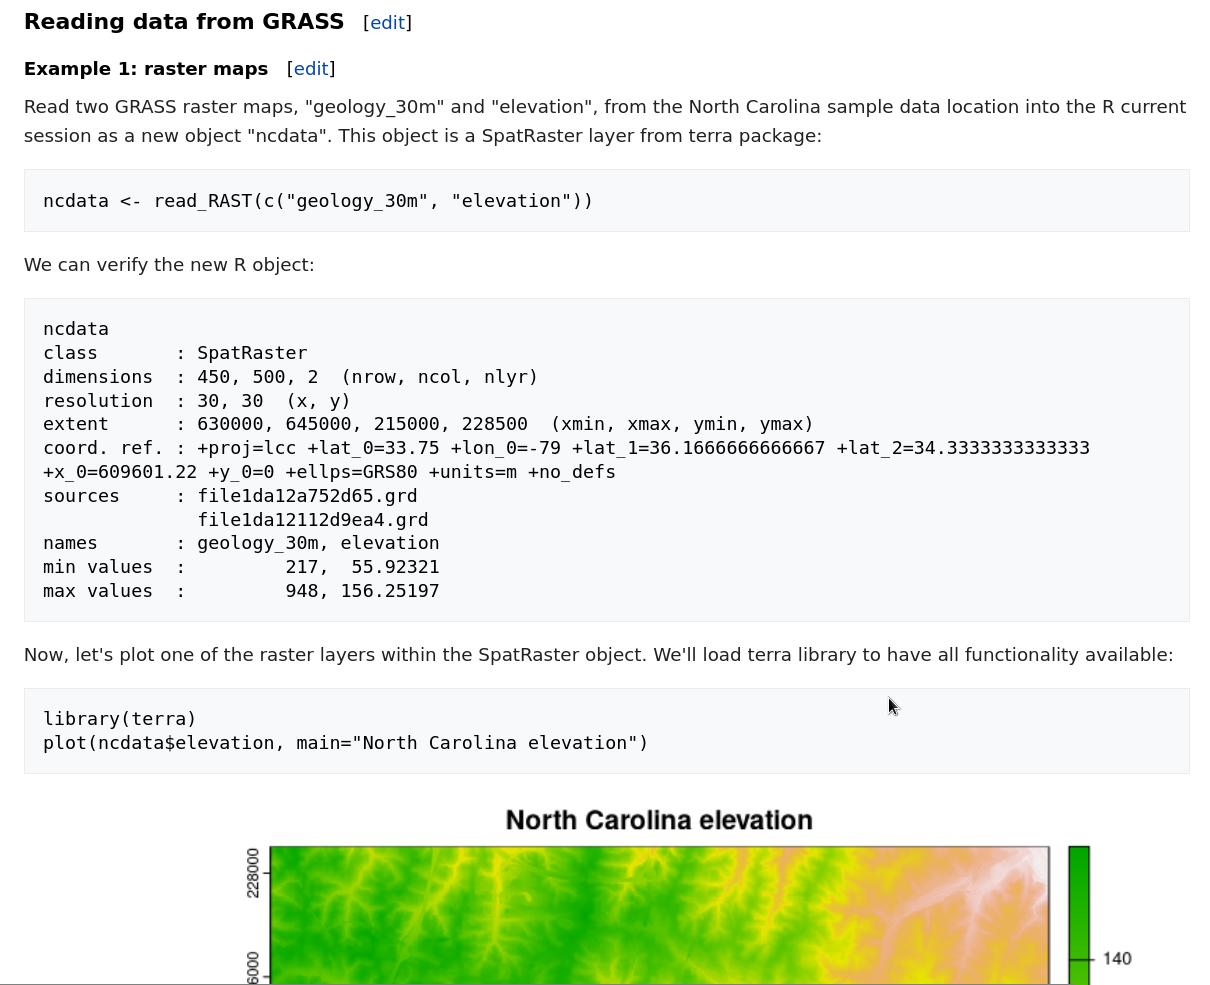 Reading data from GRASS [edit]
Example 1: raster maps [edit]
Read two GRASS raster maps, "geology_30m" and "elevation", from the North Carolina sample data location into the R current
session as a new object "ncdata". This object is a SpatRaster layer from terra package:
ncdata <- read_RAST(c("geology_30m", "elevation"))
We can verify the new R object:
ncdata
class       : SpatRaster
dimensions  : 450, 500, 2  (nrow, ncol, nlyr)
resolution  : 30, 30  (x, y)
extent      : 630000, 645000, 215000, 228500  (xmin, xmax, ymin, ymax)
coord. ref. : +proj=lcc +lat_0=33.75 +lon_0=-79 +lat_1=36.1666666666667 +lat_2=34.3333333333333
+x_0=609601.22 +y_0=0 +ellps=GRS80 +units=m +no_defs
sources     : file1da12a752d65.grd
              file1da12112d9ea4.grd
names       : geology_30m, elevation
min values  :         217,  55.92321
max values  :         948, 156.25197
Now, let's plot one of the raster layers within the SpatRaster object. We'll load terra library to have all functionality available:
library(terra)
plot(ncdata$elevation, main="North Carolina elevation")
North Carolina elevation
228000
140